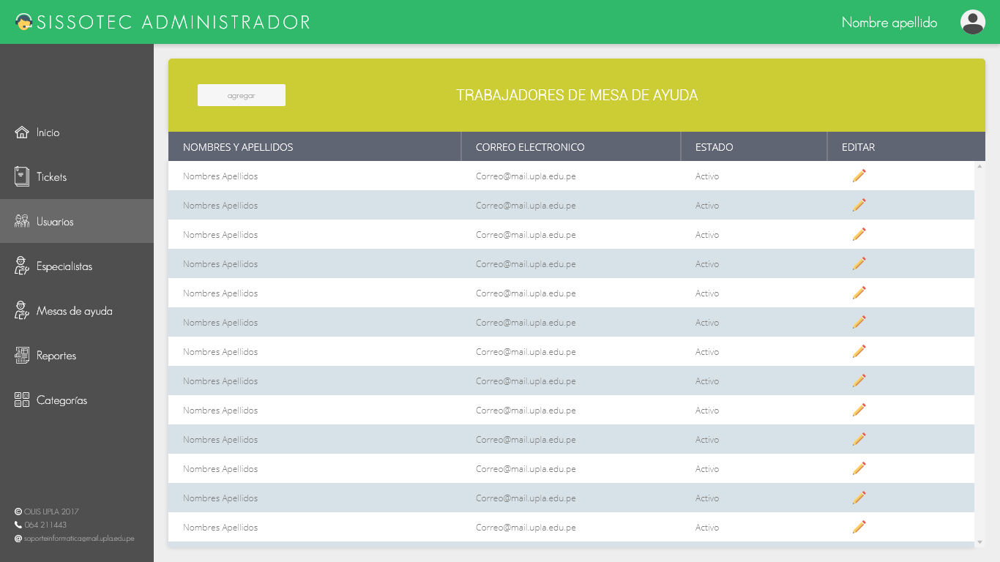 SISSOTEC ADMINISTRADOR
Nombre apellido
Inicio
Tickets
Usuarios
Especialistas
Mesas de ayuda
Reportes
Categorías
© OUIS UPLA 2017
064 211443
@ soporteinformatica@mail.upla.edu.pe
agregar
TRABAJADORES DE MESA DE AYUDA
NOMBRES Y APELLIDOS CORREO ELECTRONICO ESTADO EDITAR
Nombres Apellidos Correo@mail.upla.edu.pe Activo
Nombres Apellidos Correo@mail.upla.edu.pe Activo
Nombres Apellidos Correo@mail.upla.edu.pe Activo
Nombres Apellidos Correo@mail.upla.edu.pe Activo
Nombres Apellidos Correo@mail.upla.edu.pe Activo
Nombres Apellidos Correo@mail.upla.edu.pe Activo
Nombres Apellidos Correo@mail.upla.edu.pe Activo
Nombres Apellidos Correo@mail.upla.edu.pe Activo
Nombres Apellidos Correo@mail.upla.edu.pe Activo
Nombres Apellidos Correo@mail.upla.edu.pe Activo
Nombres Apellidos Correo@mail.upla.edu.pe Activo
Nombres Apellidos Correo@mail.upla.edu.pe Activo
Nombres Apellidos Correo@mail.upla.edu.pe Activo